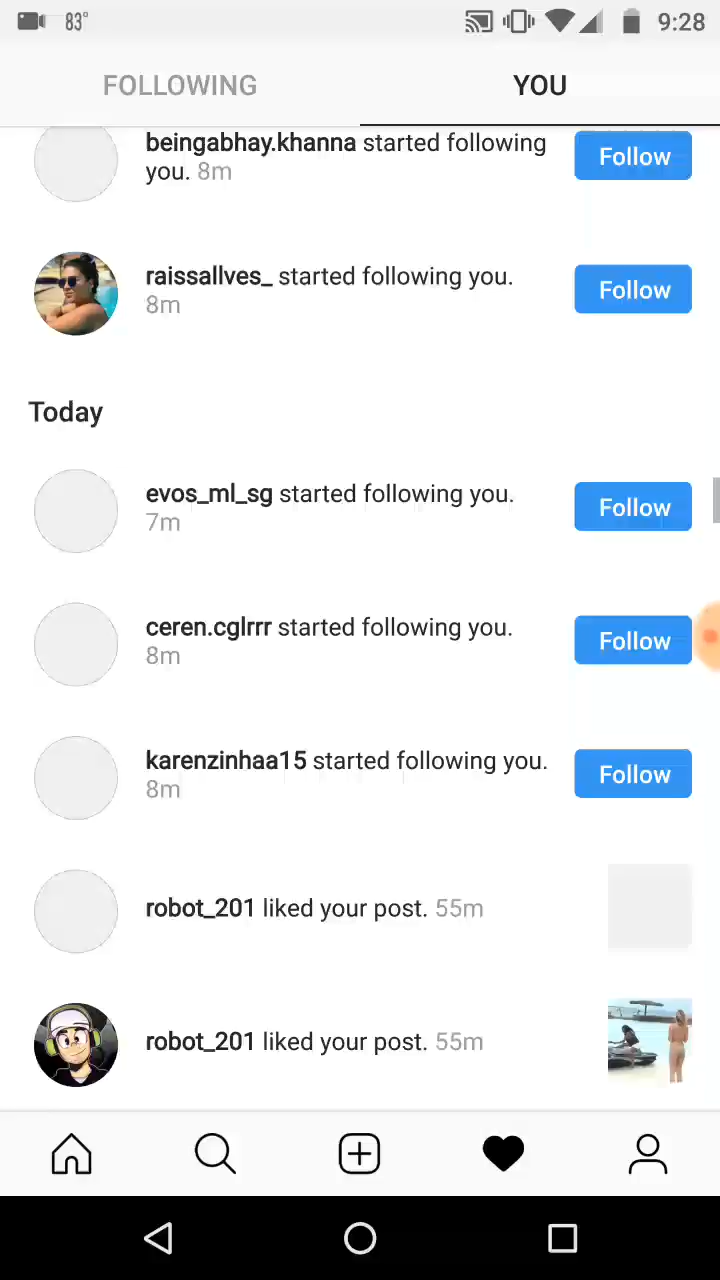 83° 9:28
FOLLOWING YOU
beingabhay.khanna started following
you. 8m
Follow
raissallves_ started following you.
8m
Follow
Today
evos_ml_sg started following you.
7m
Follow
ceren.cglrrr started following you.
8m
Follow
karenzinhaa15 started following you.
8m
Follow
robot_201 liked your post. 55m
robot_201 liked your post. 55m